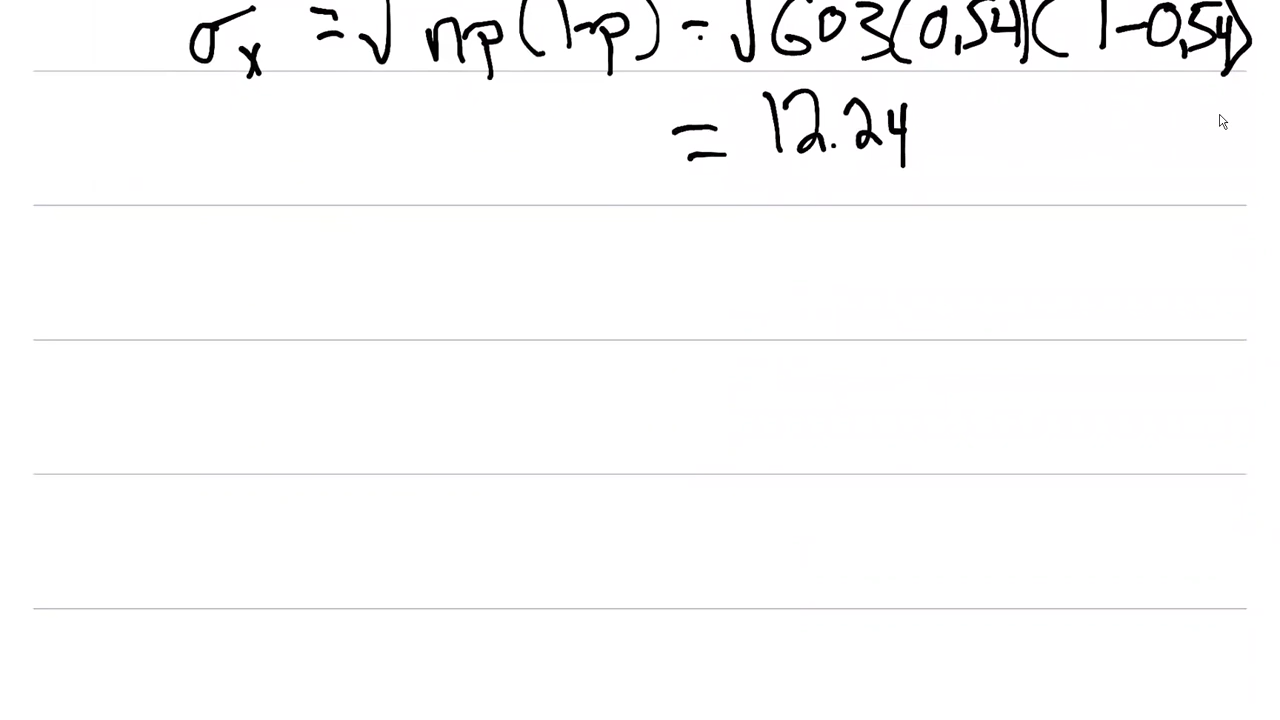 σx = √np(1-p) = √603(0.54)(1-0.54)
= 12.24